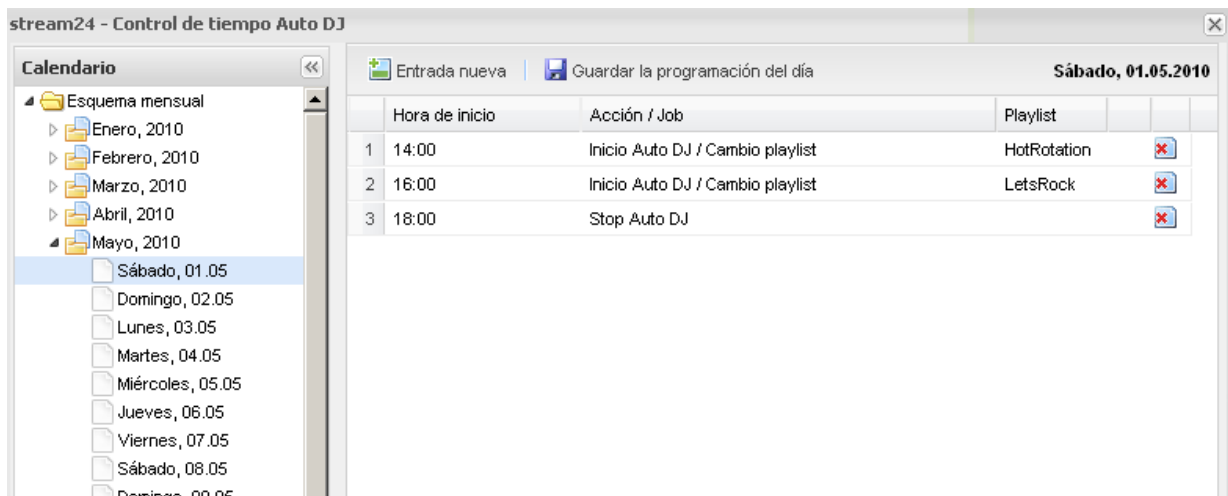 stream24 - Control de tiempo Auto DJ
Calendario
Esquema mensual
Enero, 2010
Febrero, 2010
Marzo, 2010
Abril, 2010
Mayo, 2010
Sábado, 01.05
Domingo, 02.05
Lunes, 03.05
Martes, 04.05
Miércoles, 05.05
Jueves, 06.05
Viernes, 07.05
Sábado, 08.05
Domingo, 09.05
Entrada nueva Guardar la programación del día Sábado, 01.05.2010
Hora de inicio Acción / Job Playlist
1 14:00 Inicio Auto DJ / Cambio playlist HotRotation
2 16:00 Inicio Auto DJ / Cambio playlist LetsRock
3 18:00 Stop Auto DJ